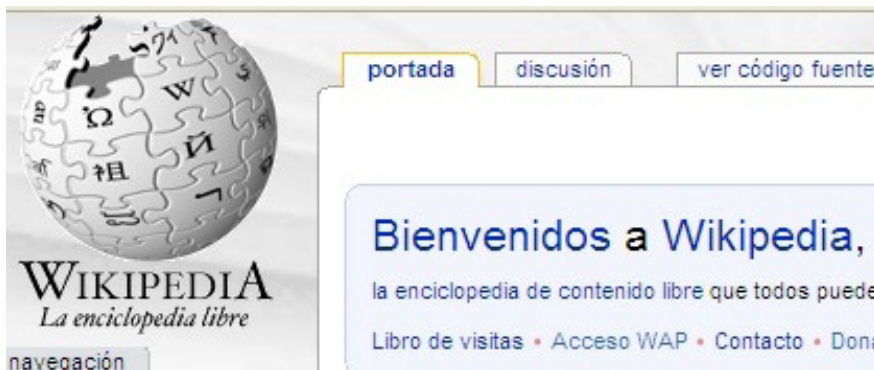 WIKIPEDIA
La enciclopedia libre
navegación
portada
discusión
ver código fuente
Bienvenidos a Wikipedia,
la enciclopedia de contenido libre que todos puede
Libro de visitas • Acceso WAP • Contacto • Dona